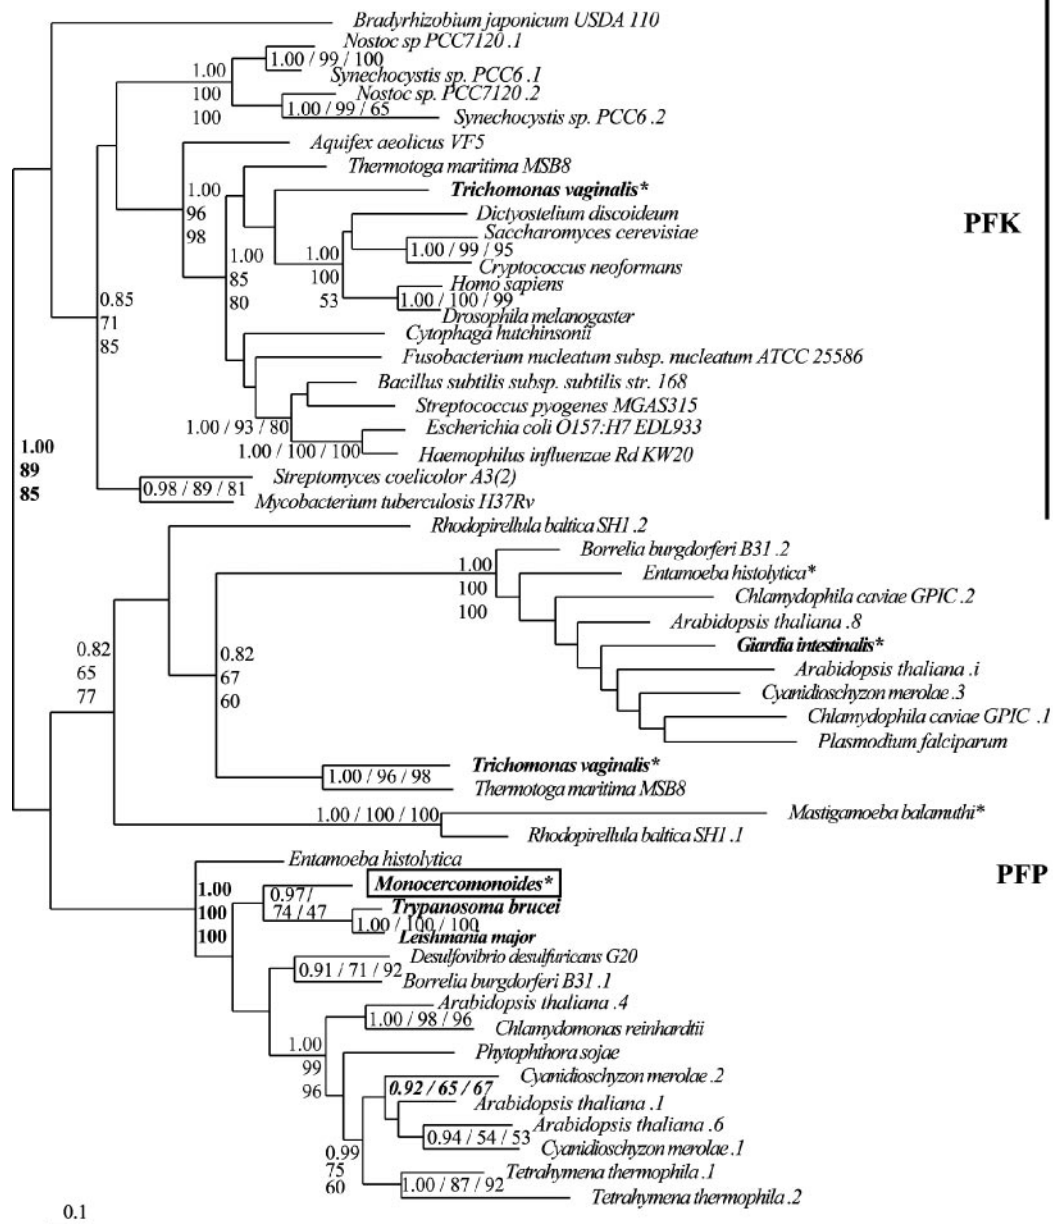 Bradyrhizobium japonicum USDA 110
Nostoc sp PCC7120 .1
1.00 / 99 / 100
1.00
Synechocystis sp. PCC6 .1
100
Nostoc sp. PCC7120 .2
100
1.00 / 99 / 65
Synechocystis sp. PCC6 .2
Aquifex aeolicus VF5
Thermotoga maritima MSB8
1.00
Trichomonas vaginalis*
96
Dictyostelium discoideum
PFK
98
Saccharomyces cerevisiae
1.00
1.00
1.00 / 99 / 95
85
100
Cryptococcus neoformans
80
53
Homo sapiens
1.00 / 100 / 99
0.85
Drosophila melanogaster
71
Cytophaga hutchinsonii
85
Fusobacterium nucleatum subsp. nucleatum ATCC 25586
Bacillus subtilis subsp. subtilis str. 168
Streptococcus pyogenes MGAS315
1.00 / 93 / 80
Escherichia coli O157:H7 EDL933
1.00
1.00 / 100 / 100
Haemophilus influenzae Rd KW20
89
Streptomyces coelicolor A3(2)
85
0.98 / 89 / 81
Mycobacterium tuberculosis H37Rv
Rhodopirellula baltica SH1 .2
Borrelia burgdorferi B31 .2
1.00
Entamoeba histolytica*
100
Chlamydophila caviae GPIC .2
100
Arabidopsis thaliana .8
0.82
0.82
Giardia intestinalis*
65
67
Arabidopsis thaliana .i
77
60
Cyanidioschyzon merolae .3
Chlamydophila caviae GPIC .1
Plasmodium falciparum
Trichomonas vaginalis*
1.00 / 96 / 98
Thermotoga maritima MSB8
1.00 / 100 / 100
Mastigamoeba balamuthi*
Rhodopirellula baltica SH1 .1
Entamoeba histolytica
PFP
1.00
Monocercomonoides*
0.97/
100
74 / 47
Trypanosoma brucei
100
1.00 / 100 / 100
Leishmania major
Desulfovibrio desulfuricans G20
0.91 / 71 / 92
Borrelia burgdorferi B31 .1
Arabidopsis thaliana .4
1.00 / 98 / 96
Chlamydomonas reinhardtii
1.00
Phytophthora sojae
99
Cyanidioschyzon merolae .2
96
0.92 / 65 / 67
Arabidopsis thaliana .1
Arabidopsis thaliana .6
0.94 / 54 / 53
0.99
Cyanidioschyzon merolae .1
75
Tetrahymena thermophila .1
60
1.00 / 87 / 92
Tetrahymena thermophila .2
0.1